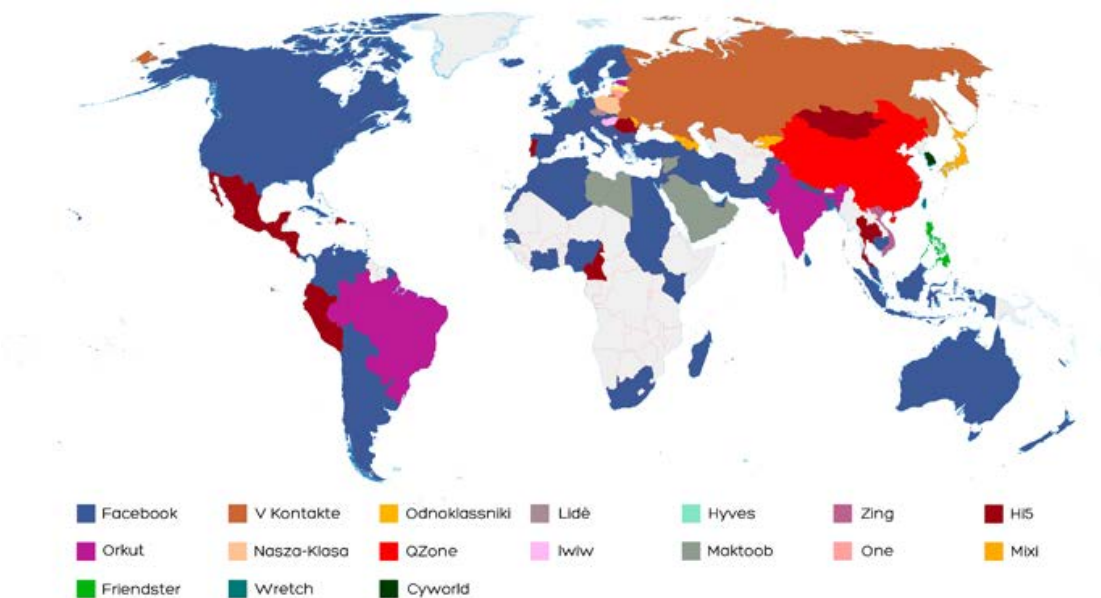 Facebook V Kontakte Odnoklassniki Lidè Hyves Zing Hi5
Orkut Nasza-Klasa QZone Iwiw Maktoob One Mixi
Friendster Wretch Cyworld